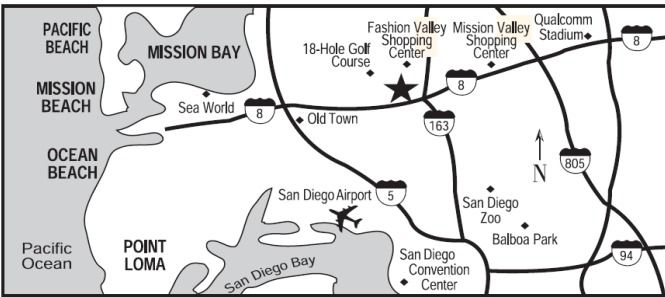 PACIFIC
BEACH
MISSION BAY
MISSION
BEACH
Sea World
OCEAN
BEACH
Pacific
Ocean
POINT
LOMA
18-Hole Golf
Course
Fashion Valley
Shopping
Center
Mission Valley
Shopping
Center
Qualcomm
Stadium
8
8
8
Old Town
163
805
N
5
San Diego Airport
San Diego
Zoo
Balboa Park
San Diego Bay
San Diego
Convention
Center
94